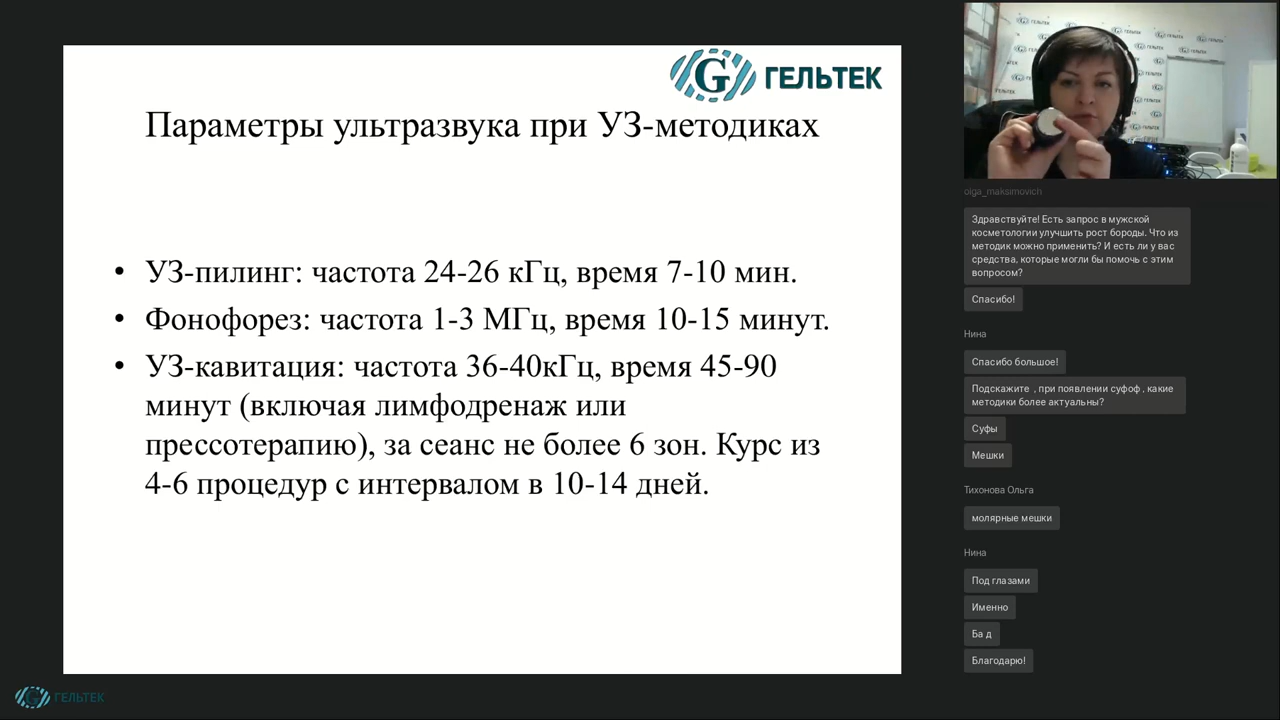 G ГЕЛЬТЕК
Параметры ультразвука при УЗ-методиках
• УЗ-пилинг: частота 24-26 кГц, время 7-10 мин.
• Фонофорез: частота 1-3 МГц, время 10-15 минут.
• УЗ-кавитация: частота 36-40кГц, время 45-90
минут (включая лимфодренаж или
прессотерапию), за сеанс не более 6 зон. Курс из
4-6 процедур с интервалом в 10-14 дней.
G ГЕЛЬТЕК
olga_maksimovich
Здравствуйте! Есть запрос в мужской
косметологии улучшить рост бороды. Что из
методик можно применить? И есть ли у вас
средства, которые могли бы помочь с этим
вопросом?
Спасибо!
Нина
Спасибо большое!
Подскажите , при появлении суфоф , какие
методики более актуальны?
Суфы
Мешки
Тихонова Ольга
молярные мешки
Нина
Под глазами
Именно
Ба д
Благодарю!